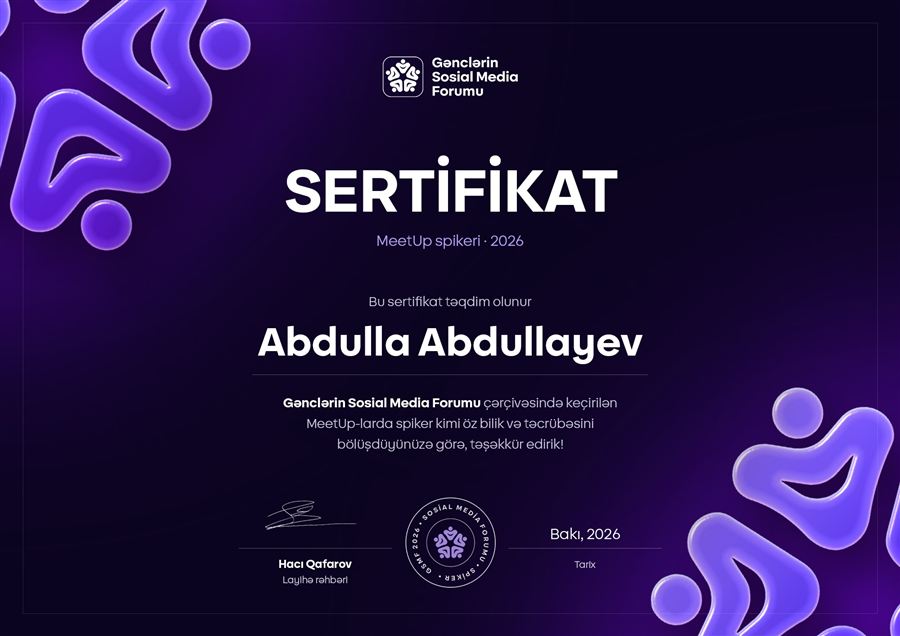 Gənclərin
Sosial Media
Forumu
SERTİFİKAT
MeetUp spikeri · 2026
Bu sertifikat təqdim olunur
Abdulla Abdullayev
Gənclərin Sosial Media Forumu çərçivəsində keçirilən
MeetUp-larda spiker kimi öz bilik və təcrübəsini
bölüşdüyünüzə görə, təşəkkür edirik!
Hacı Qafarov
Layihə rəhbəri
GSMF 2026 • SOSİAL MEDİA FORUMU • SPİKER •
Bakı, 2026
Tarix